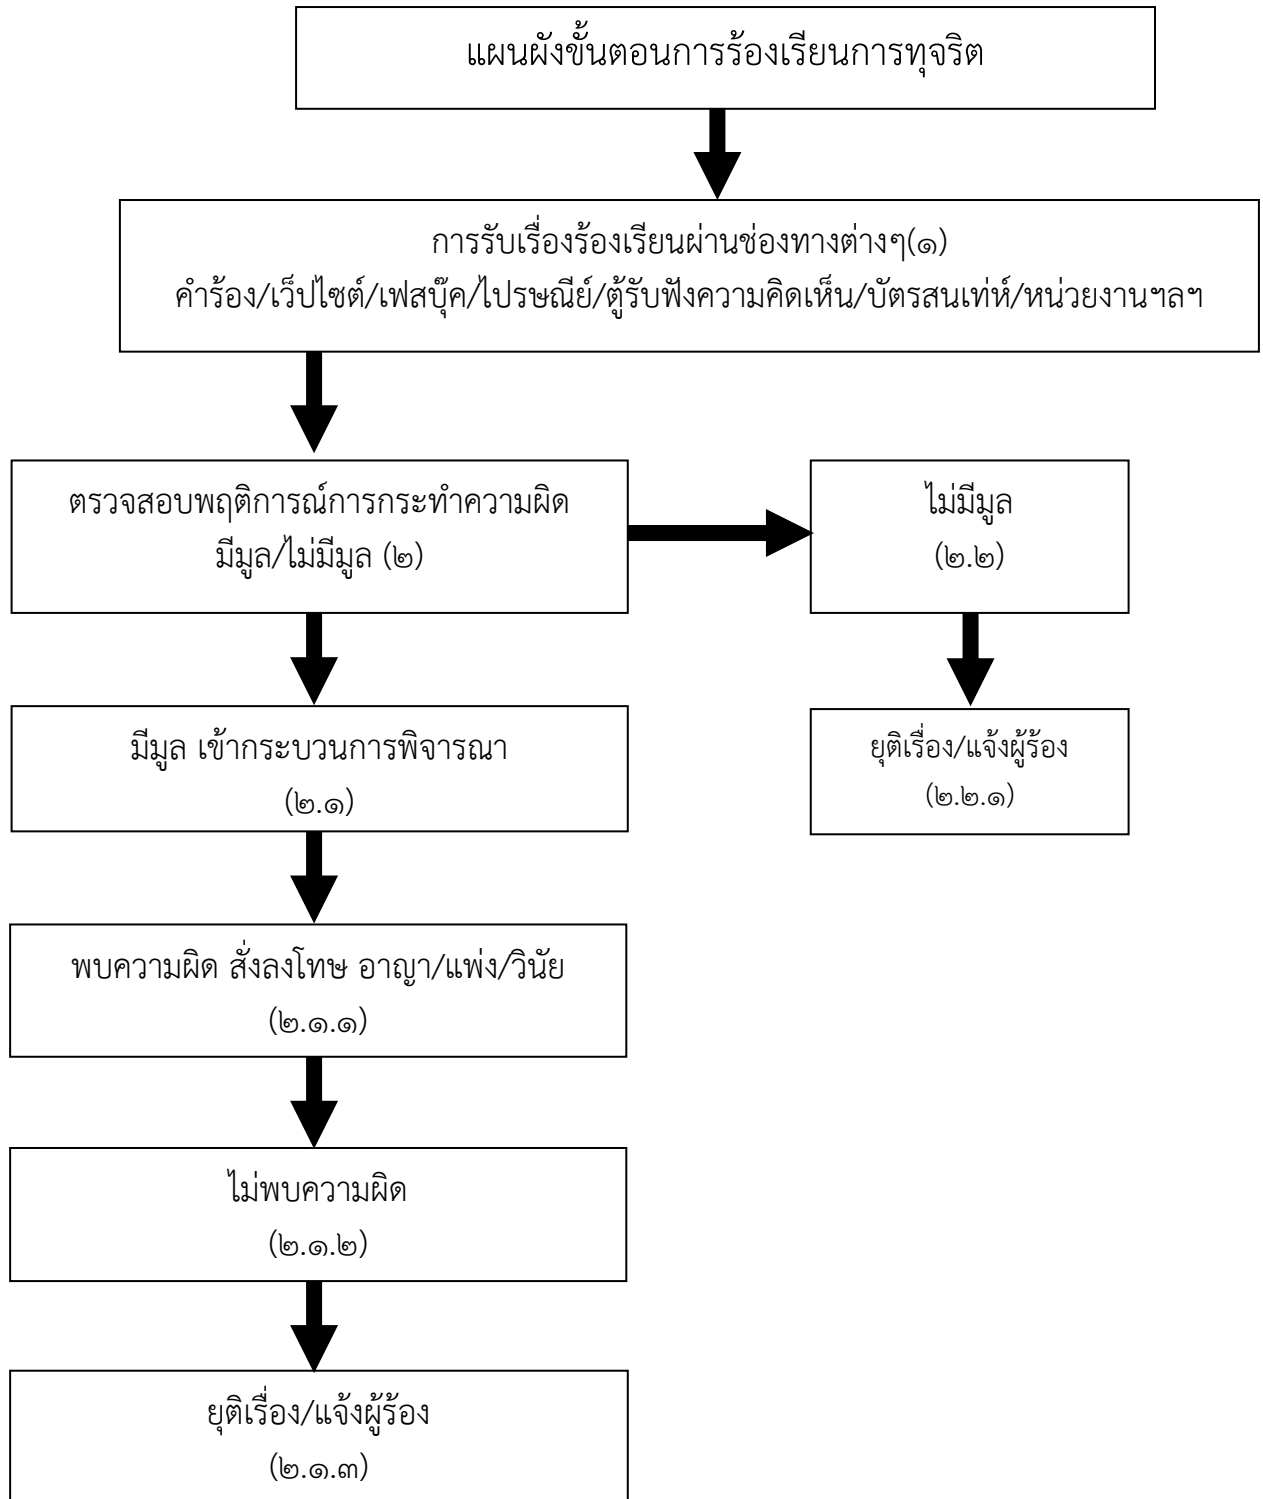 แผนผังขั้นตอนการร้องเรียนการทุจริต
การรับเรื่องร้องเรียนผ่านช่องทางต่างๆ(๑)
คำร้อง/เว็ปไซต์/เฟสบุ๊ค/ไปรษณีย์/ตู้รับฟังความคิดเห็น/บัตรสนเท่ห์/หน่วยงานฯลฯ
ตรวจสอบพฤติการณ์การกระทำความผิด
มีมูล/ไม่มีมูล (๒)
ไม่มีมูล
(๒.๒)
มีมูล เข้ากระบวนการพิจารณา
(๒.๑)
ยุติเรื่อง/แจ้งผู้ร้อง
(๒.๒.๑)
พบความผิด สั่งลงโทษ อาญา/แพ่ง/วินัย
(๒.๑.๑)
ไม่พบความผิด
(๒.๑.๒)
ยุติเรื่อง/แจ้งผู้ร้อง
(๒.๑.๓)